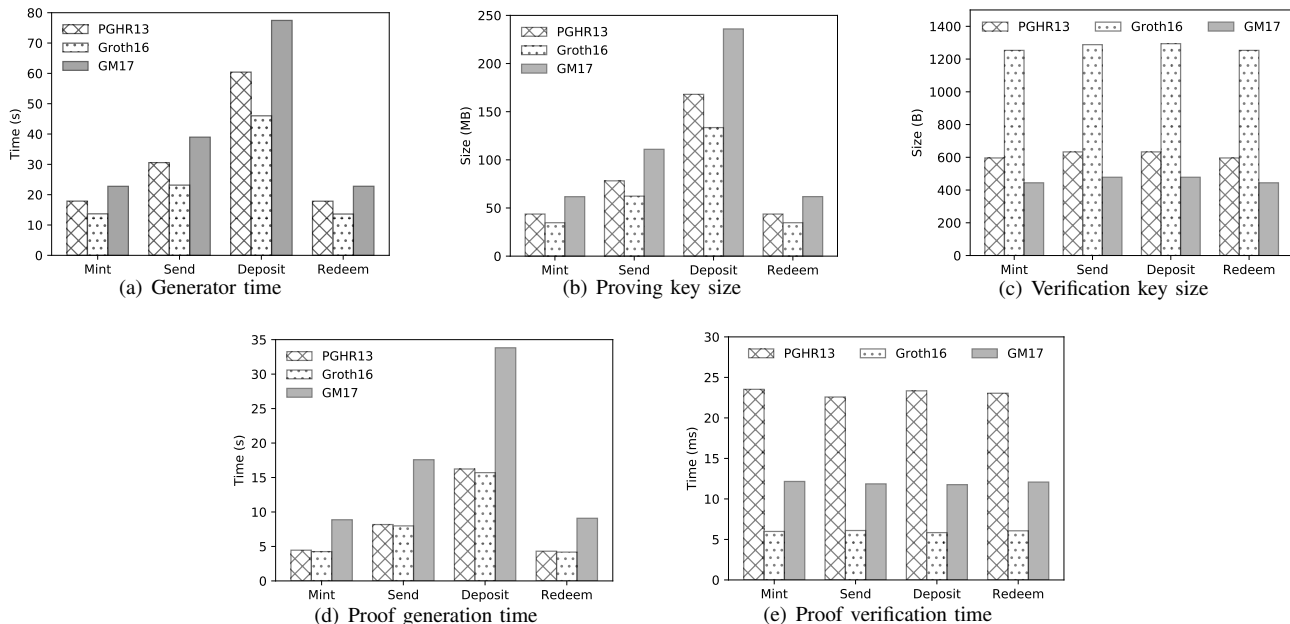 80
70
60
50
40
30
20
10
0
Time (s)
PGHR13
Groth16
GM17
Mint Send Deposit Redeem
(a) Generator time
250
200
150
100
50
0
Size (MB)
PGHR13
Groth16
GM17
Mint Send Deposit Redeem
(b) Proving key size
1400
1200
1000
800
600
400
200
0
Size (B)
PGHR13 Groth16 GM17
Mint Send Deposit Redeem
(c) Verification key size
35
30
25
20
15
10
5
0
Time (s)
PGHR13
Groth16
GM17
Mint Send Deposit Redeem
(d) Proof generation time
30
25
20
15
10
5
0
Time (ms)
PGHR13 Groth16 GM17
Mint Send Deposit Redeem
(e) Proof verification time